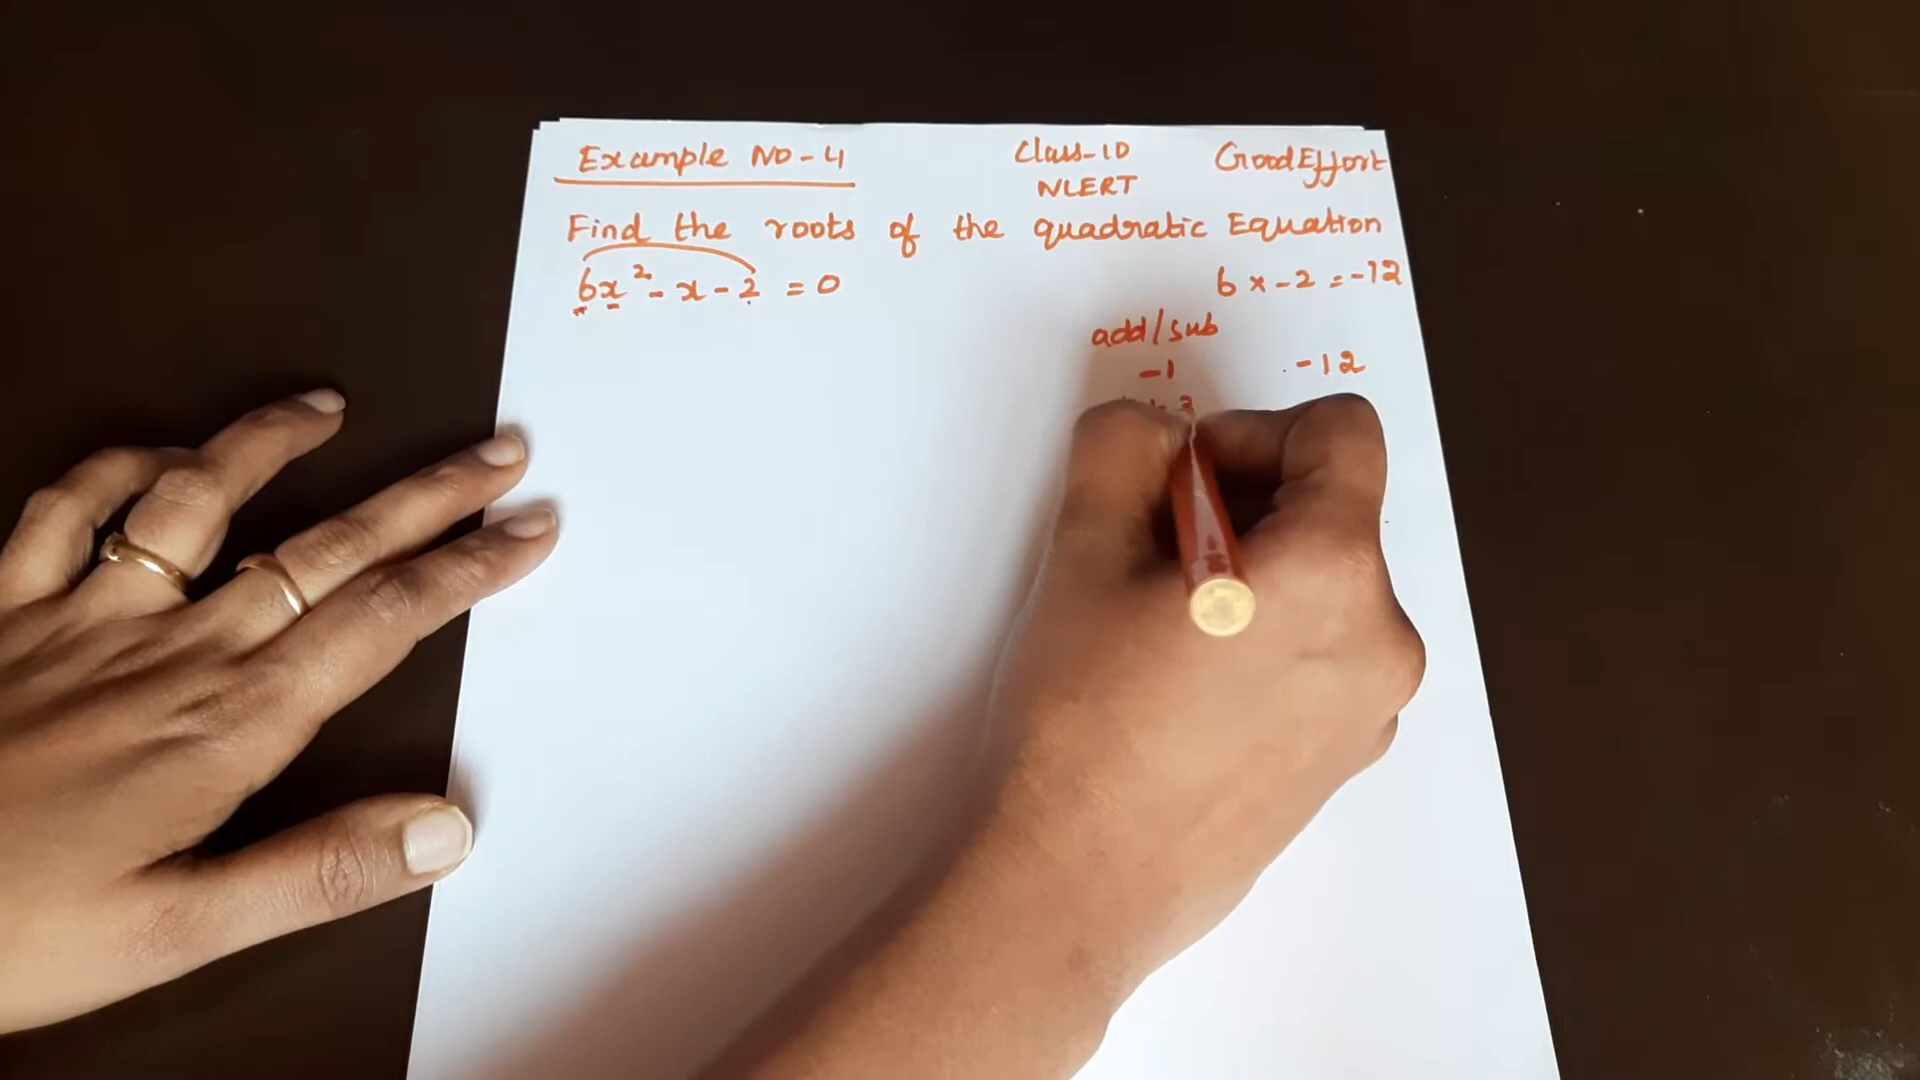 Example NO-4 Class-10 GoodEffort
NCERT
Find the roots of the quadratic Equation
6x² - x - 2 = 0 6 x -2 = -12
add/sub
-1 -12
3